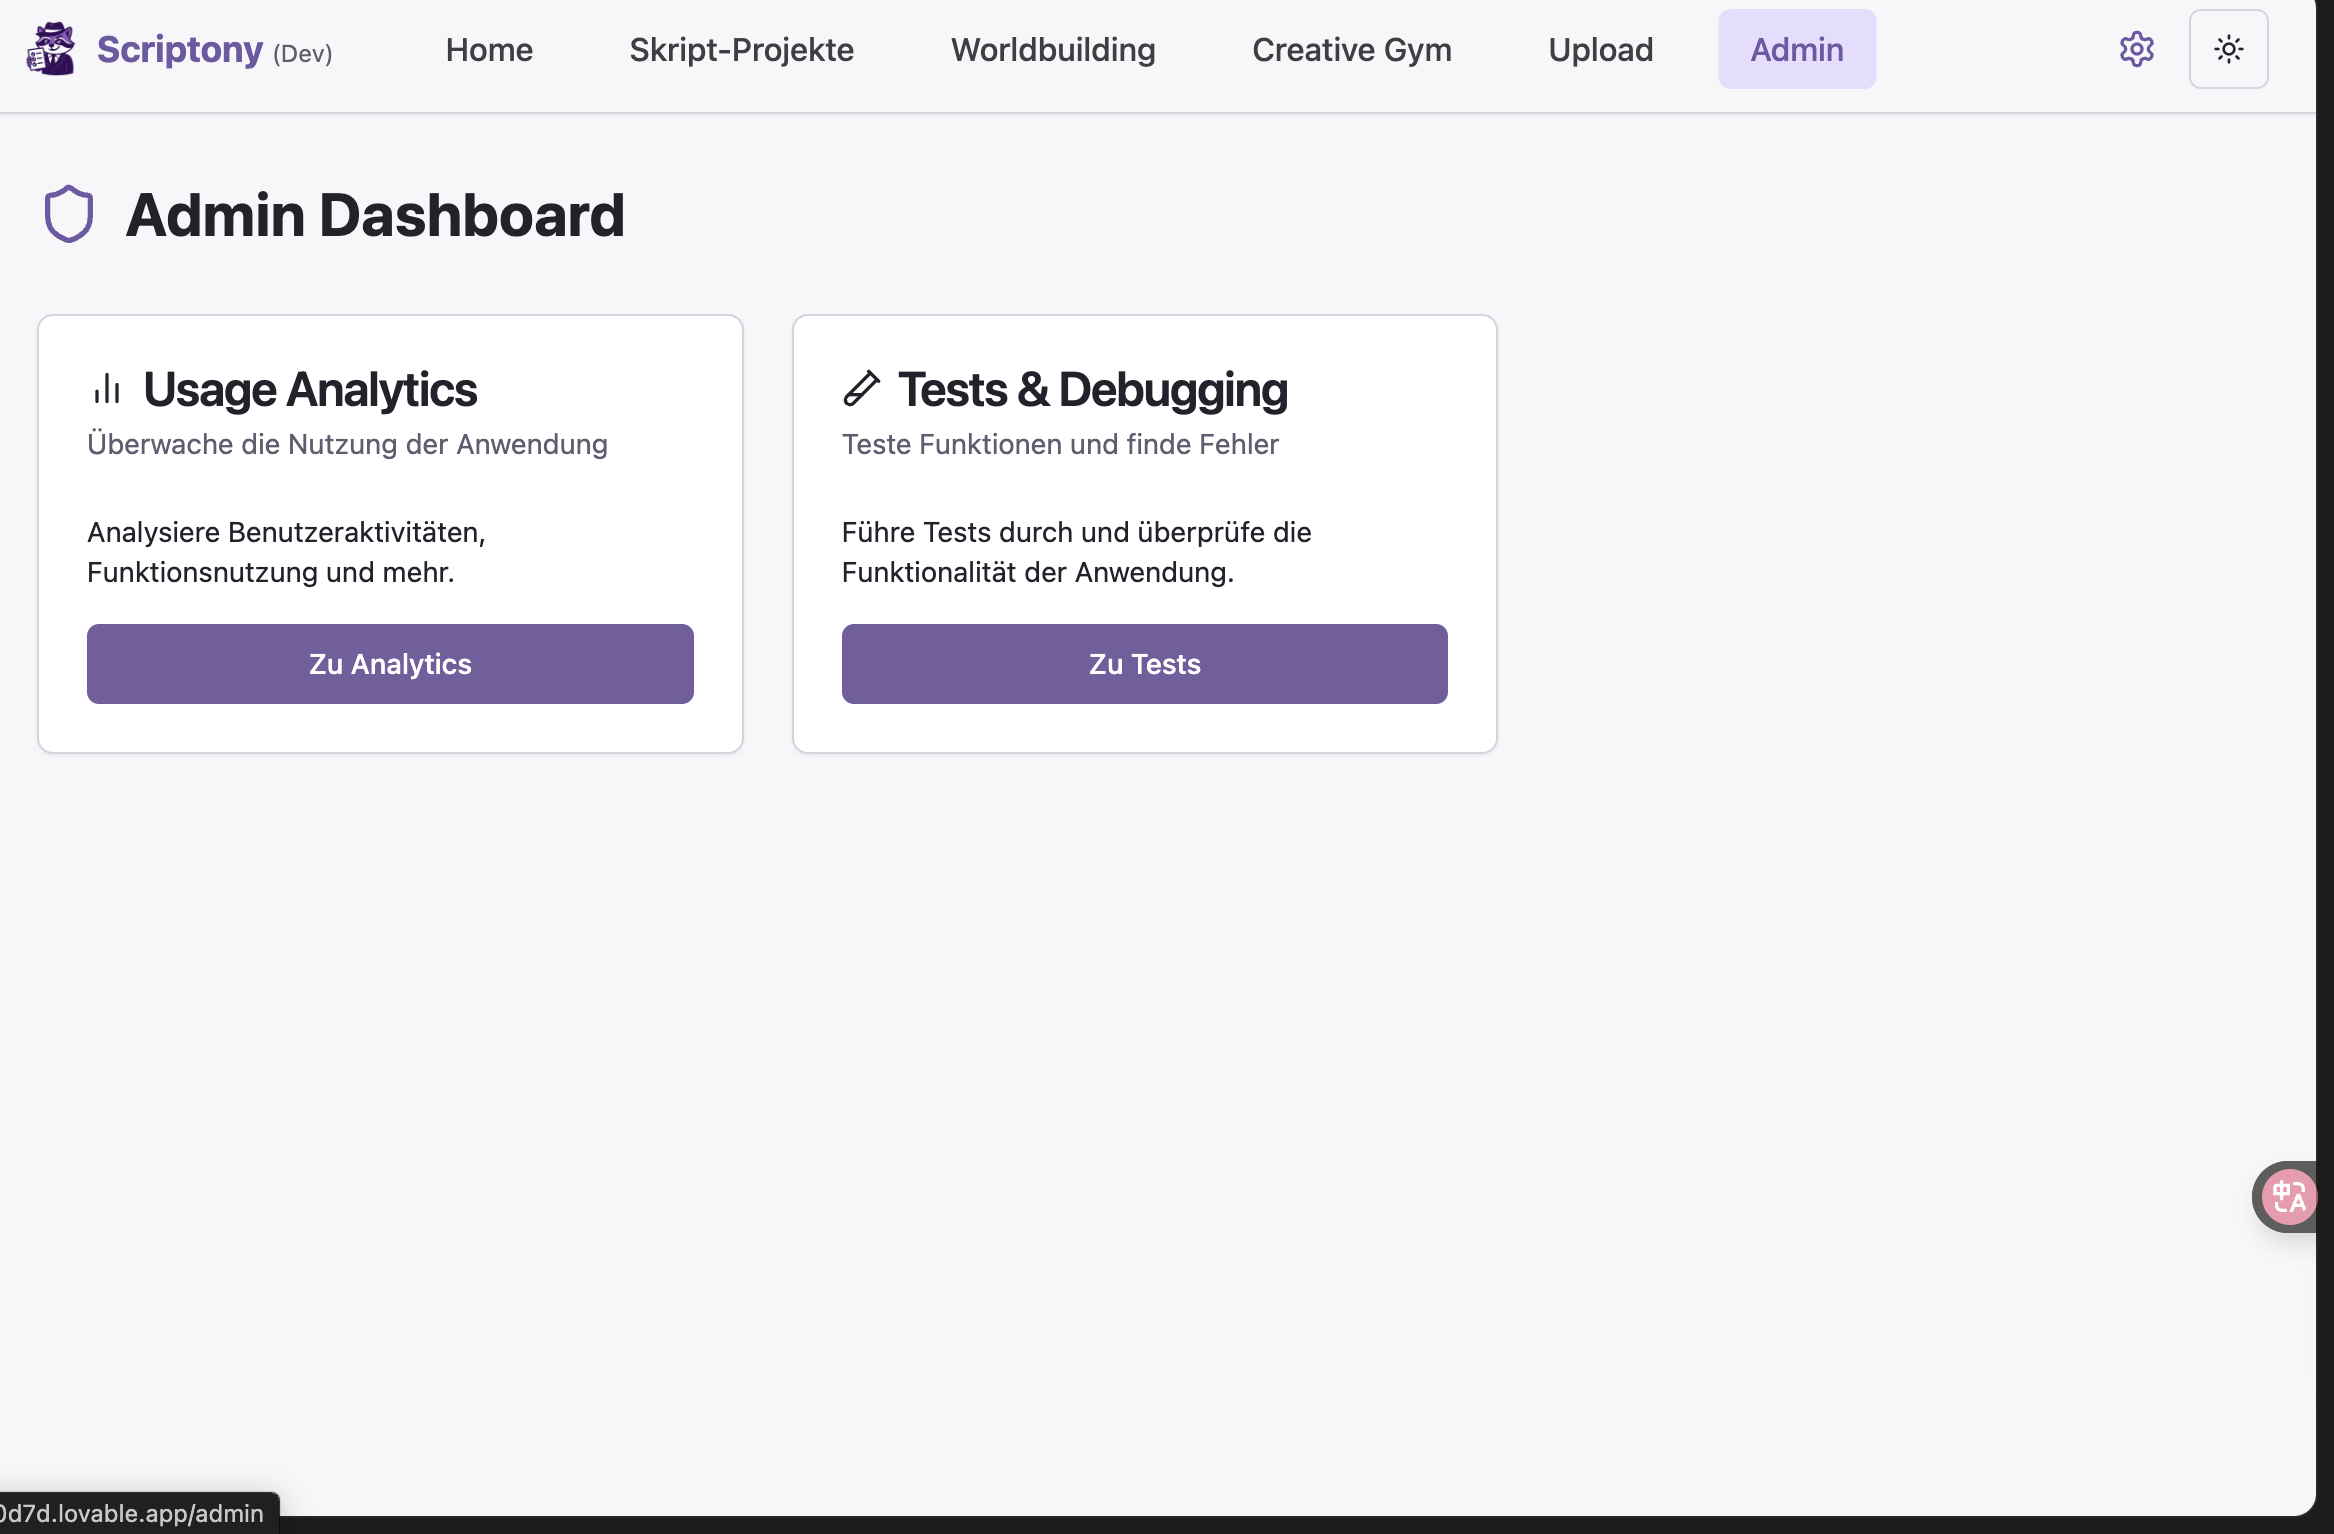 Scriptony (Dev)
Home
Skript-Projekte
Worldbuilding
Creative Gym
Upload
Admin
Admin Dashboard
Usage Analytics
Überwache die Nutzung der Anwendung
Analysiere Benutzeraktivitäten,
Funktionsnutzung und mehr.
Zu Analytics
Tests & Debugging
Teste Funktionen und finde Fehler
Führe Tests durch und überprüfe die
Funktionalität der Anwendung.
Zu Tests
中A
0d7d.lovable.app/admin